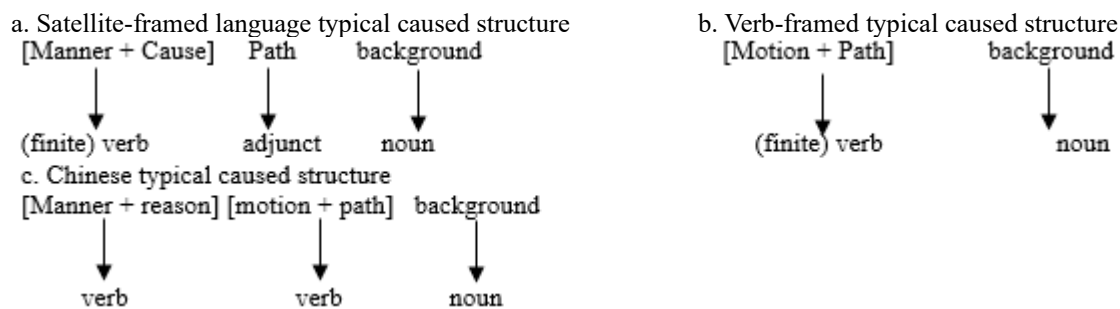 a. Satellite-framed language typical caused structure
[Manner + Cause] Path background
(finite) verb adjunct noun
b. Verb-framed typical caused structure
[Motion + Path] background
(finite) verb noun
c. Chinese typical caused structure
[Manner + reason] [motion + path] background
verb verb noun